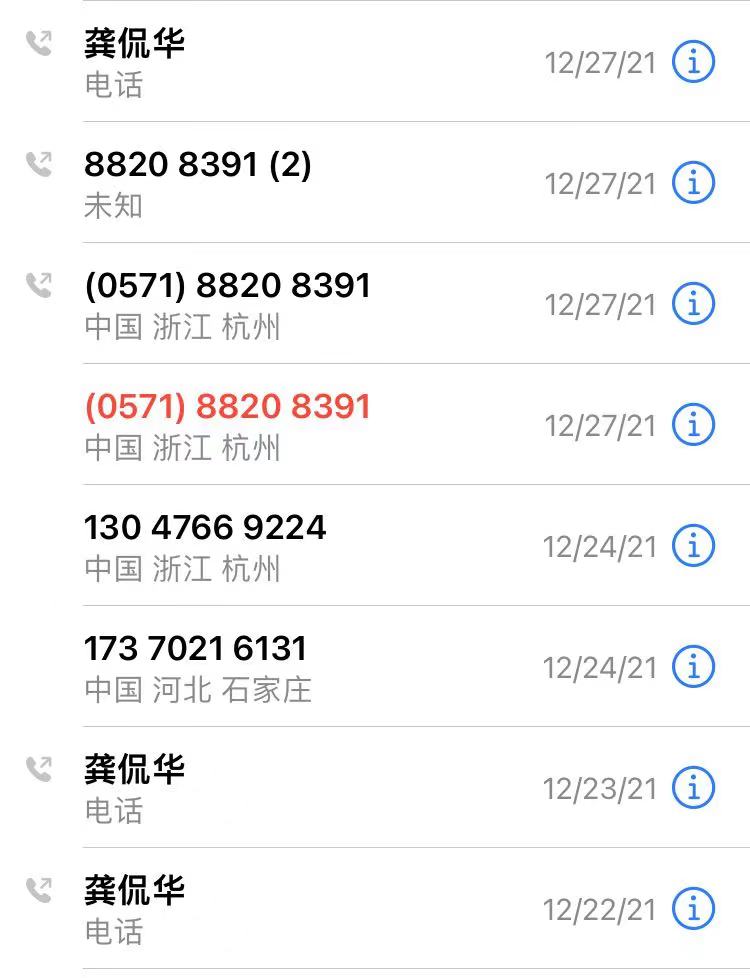 龚侃华
12/27/21
电话
8820 8391 (2)
12/27/21
未知
(0571) 8820 8391
12/27/21
中国 浙江 杭州
(0571) 8820 8391
12/27/21
中国 浙江 杭州
130 4766 9224
12/24/21
中国 浙江 杭州
173 7021 6131
12/24/21
中国 河北 石家庄
龚侃华
12/23/21
电话
龚侃华
12/22/21
电话